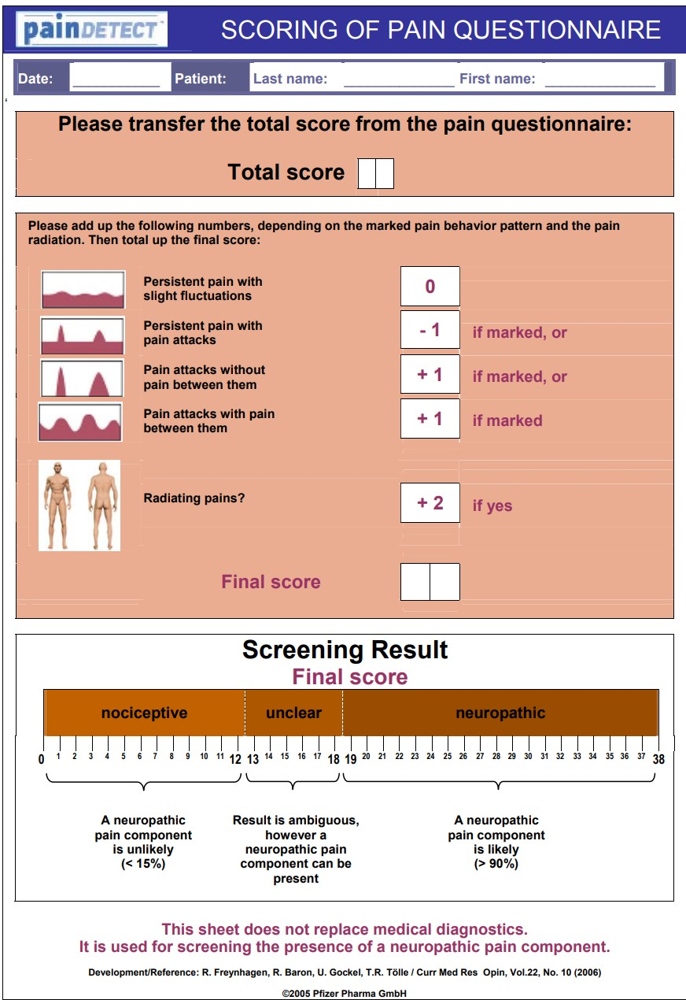 painDETECT™
SCORING OF PAIN QUESTIONNAIRE
Date: ____________ Patient: Last name: _______________ First name: _______________
Please transfer the total score from the pain questionnaire:
Total score
Please add up the following numbers, depending on the marked pain behavior pattern and the pain
radiation. Then total up the final score:
Persistent pain with
slight fluctuations
0
Persistent pain with
pain attacks
- 1 if marked, or
Pain attacks without
pain between them
+ 1 if marked, or
Pain attacks with pain
between them
+ 1 if marked
Radiating pains?
+ 2 if yes
Final score
Screening Result
Final score
nociceptive unclear neuropathic
0 1 2 3 4 5 6 7 8 9 10 11 12 13 14 15 16 17 18 19 20 21 22 23 24 25 26 27 28 29 30 31 32 33 34 35 36 37 38
A neuropathic
pain component
is unlikely
(< 15%)
Result is ambiguous,
however a
neuropathic pain
component can be
present
A neuropathic
pain component
is likely
(> 90%)
This sheet does not replace medical diagnostics.
It is used for screening the presence of a neuropathic pain component.
Development/Reference: R. Freynhagen, R. Baron, U. Gockel, T.R. Tölle / Curr Med Res Opin, Vol.22, No. 10 (2006)
©2005 Pfizer Pharma GmbH